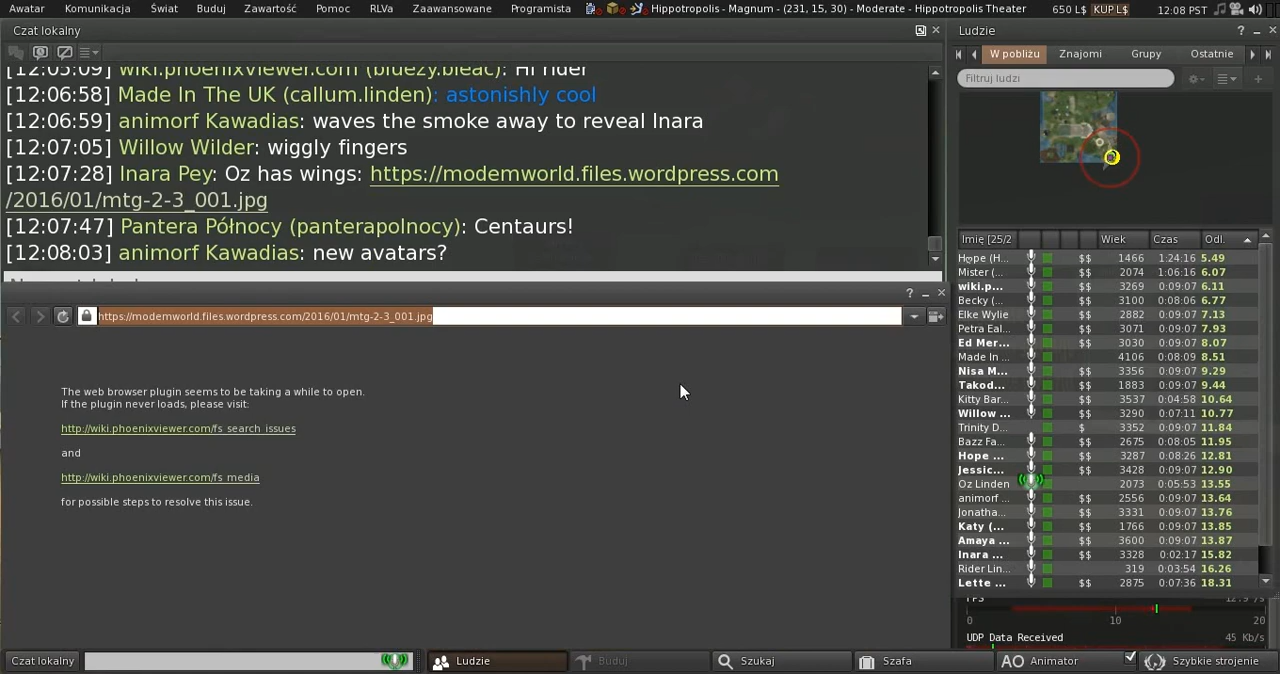 Awatar Komunikacja Świat Buduj Zawartość Pomoc RLVa Zaawansowane Programista Hippotropolis - Magnum - (231, 15, 30) - Moderate - Hippotropolis Theater 650 L$ KUP L$ 12:08 PST
Czat lokalny
[12:05:09] wiki.phoenixviewer.com (bluezy.bleac): Hi rider
[12:06:58] Made In The UK (callum.linden): astonishly cool
[12:06:59] animorf Kawadias: waves the smoke away to reveal Inara
[12:07:05] Willow Wilder: wiggly fingers
[12:07:28] Inara Pey: Oz has wings: https://modemworld.files.wordpress.com
/2016/01/mtg-2-3_001.jpg
[12:07:47] Pantera Północy (panterapolnocy): Centaurs!
[12:08:03] animorf Kawadias: new avatars?
https://modemworld.files.wordpress.com/2016/01/mtg-2-3_001.jpg
The web browser plugin seems to be taking a while to open.
If the plugin never loads, please visit:
http://wiki.phoenixviewer.com/fs_search_issues
and
http://wiki.phoenixviewer.com/fs_media
for possible steps to resolve this issue.
Ludzie
W pobliżu Znajomi Grupy Ostatnie
Filtruj ludzi
Imię [25/2 Wiek Czas Odl.
Hope (H... $$ 1466 1:24:16 5.49
Mister (... $$ 2074 1:06:16 6.07
wiki.p... $$ 3269 0:09:07 6.11
Becky (... $$ 3100 0:08:06 6.77
Elke Wylie $$ 2882 0:09:07 7.13
Petra Eal... $$ 3071 0:09:07 7.93
Ed Mer... $$ 3030 0:09:07 8.07
Made In ... 4106 0:08:09 8.51
Nisa M... $$ 3356 0:09:07 9.29
Takod... $$ 1883 0:09:07 9.44
Kitty Bar... $$ 3537 0:04:58 10.64
Willow ... $$ 3290 0:07:11 10.77
Trinity D... $ 3352 0:09:07 11.84
Bazz Fa... $$ 2675 0:08:05 11.95
Hope ... $$ 3287 0:08:26 12.81
Jessic... $$ 3428 0:09:07 12.90
Oz Linden 2073 0:05:53 13.55
animorf ... $$ 2556 0:09:07 13.64
Jonatha... $$ 3331 0:09:07 13.76
Katy (... $$ 1766 0:09:07 13.85
Amaya ... $$ 3600 0:09:07 13.87
Inara ... $$ 3328 0:02:17 15.82
Rider Lin... 319 0:03:54 16.26
Lette ... $$ 2875 0:07:36 18.31
FPS 12.9 /s
0 10 20
UDP Data Received 45 Kb/s
Czat lokalny Ludzie Buduj Szukaj Szafa AO Animator Szybkie strojenie